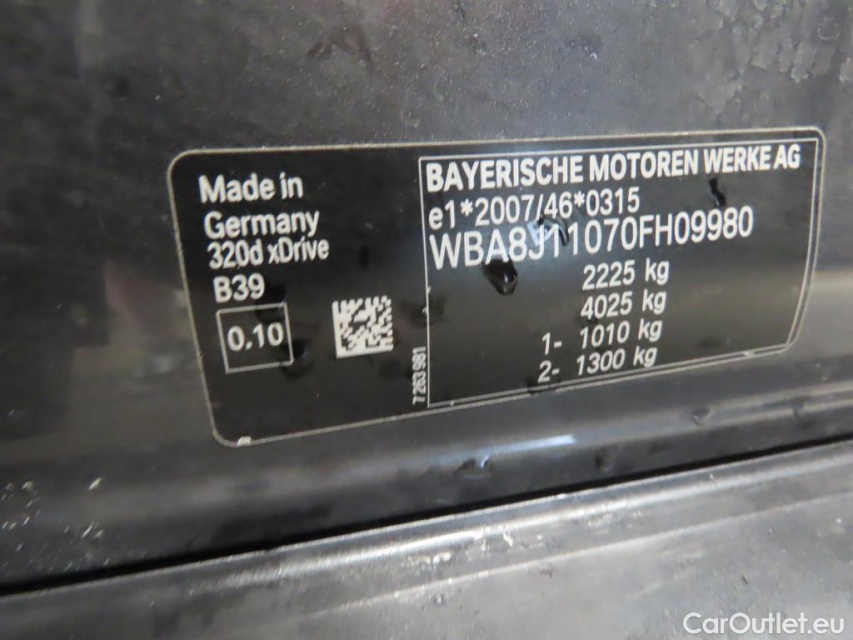 Made in
Germany
320d xDrive
B39
0.10
7 263 981
BAYERISCHE MOTOREN WERKE AG
e1*2007/46*0315
WBA8J11070FH09980
2225 kg
4025 kg
1- 1010 kg
2- 1300 kg
CarOutlet.eu